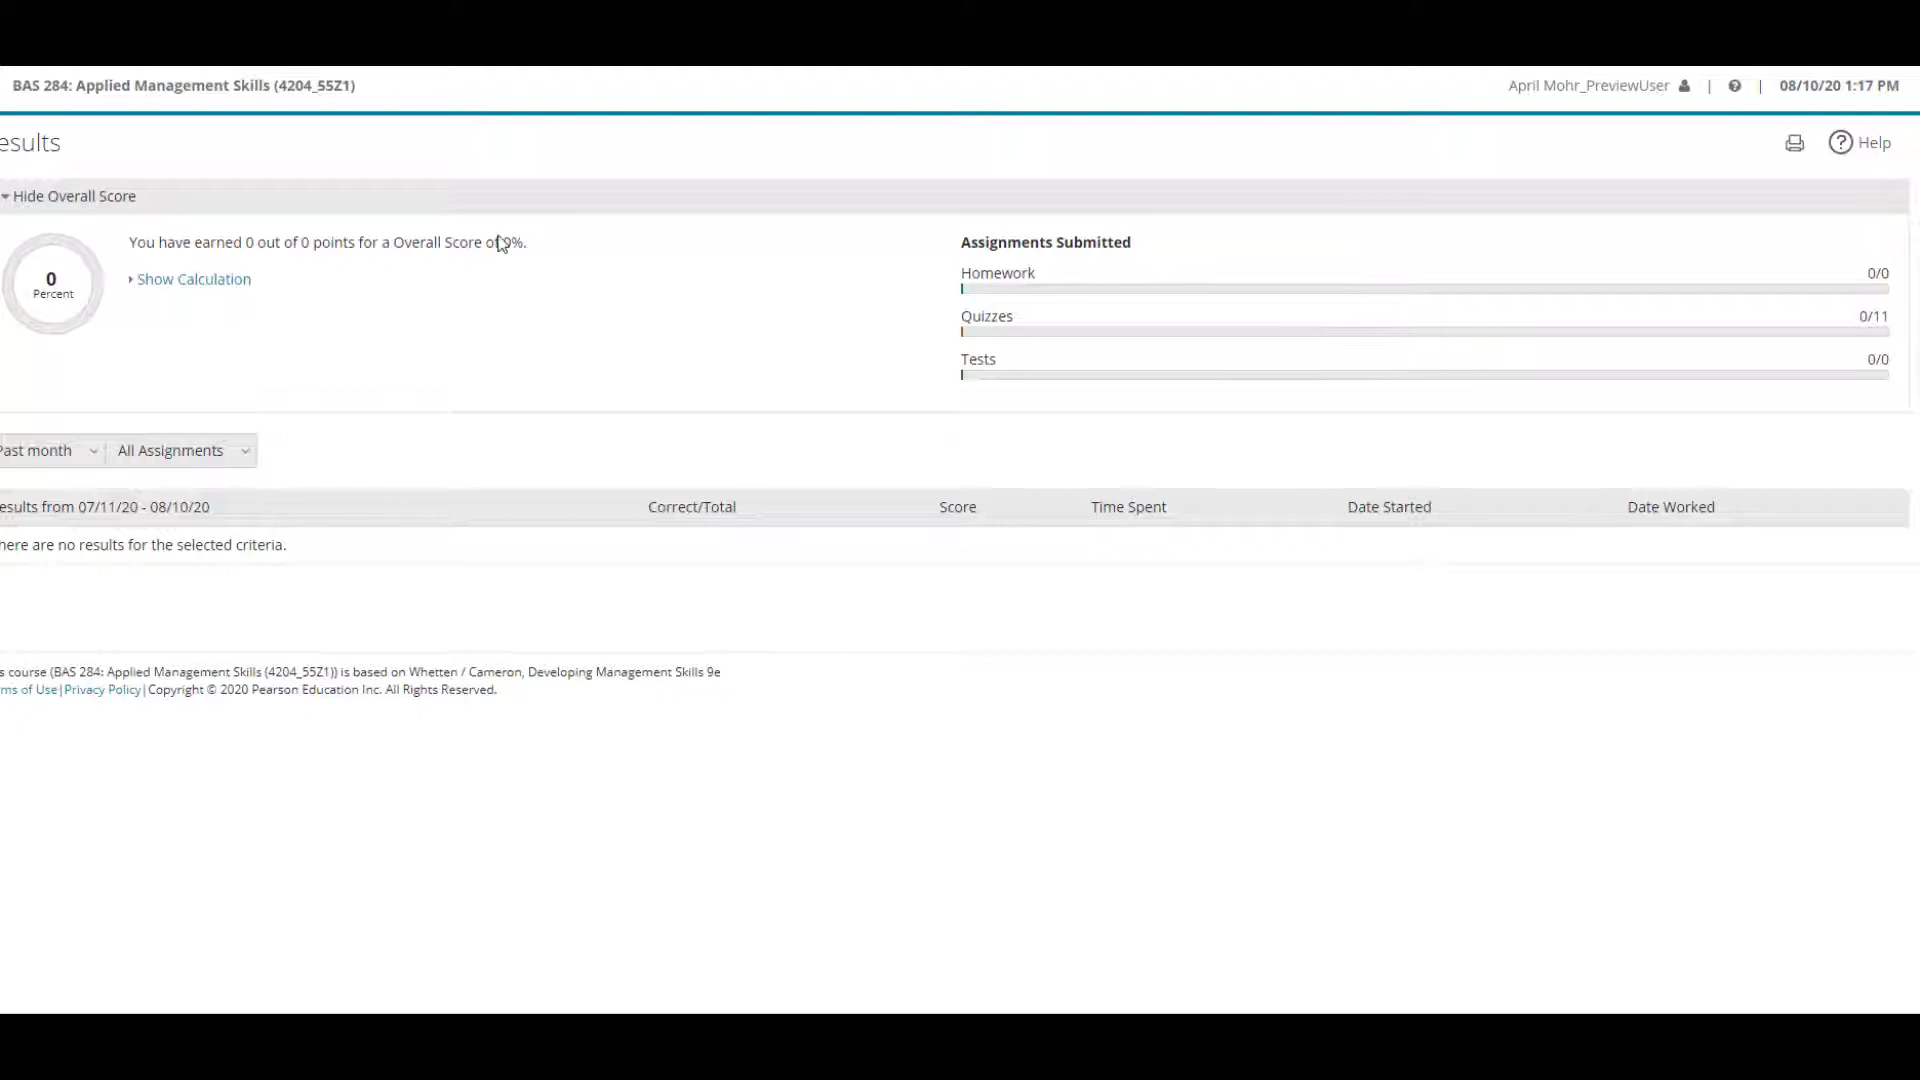 BAS 284: Applied Management Skills (4204_55Z1)
April Mohr_PreviewUser | ? | 08/10/20 1:17 PM
esults
? Help
Hide Overall Score
You have earned 0 out of 0 points for a Overall Score of 0%.
0
Percent
Show Calculation
Assignments Submitted
Homework 0/0
Quizzes 0/11
Tests 0/0
Past month All Assignments
esults from 07/11/20 - 08/10/20 Correct/Total Score Time Spent Date Started Date Worked
here are no results for the selected criteria.
s course (BAS 284: Applied Management Skills (4204_55Z1)) is based on Whetten / Cameron, Developing Management Skills 9e
ms of Use|Privacy Policy|Copyright © 2020 Pearson Education Inc. All Rights Reserved.